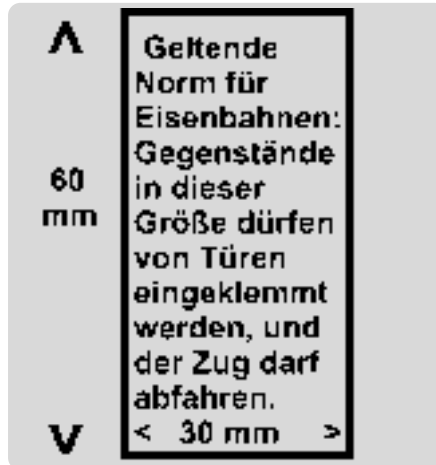 Λ
Geltende
Norm für
Eisenbahnen:
Gegenstände
in dieser
Größe dürfen
von Türen
eingeklemmt
werden, und
der Zug darf
abfahren.
< 30 mm >
60
mm
V